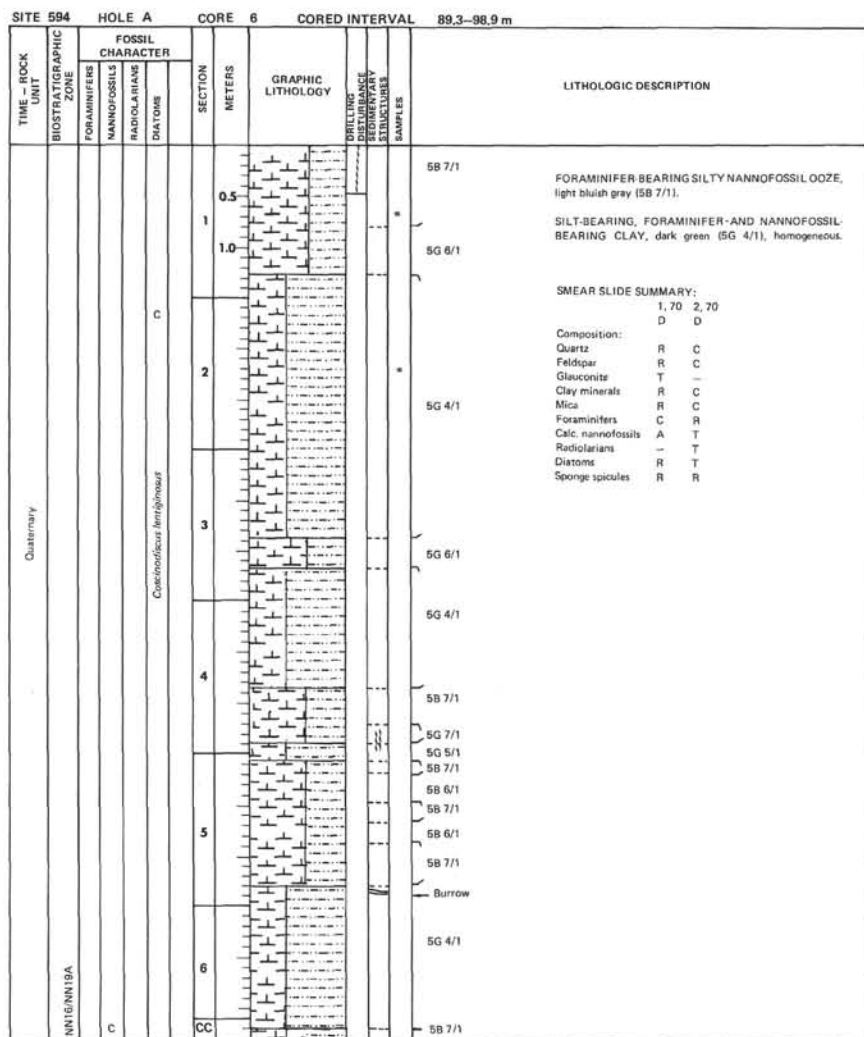 SITE 594 HOLE A CORE 6 CORED INTERVAL 89.3–98.9 m
TIME – ROCK UNIT
BIOSTRATIGRAPHIC ZONE
FOSSIL CHARACTER
FORAMINIFERS
NANNOFOSSILS
RADIOLARIANS
DIATOMS
SECTION
METERS
GRAPHIC LITHOLOGY
DRILLING DISTURBANCE
SEDIMENTARY STRUCTURES
SAMPLES
LITHOLOGIC DESCRIPTION
Quaternary
NN16/NN19A
C
C
Coscinodiscus lentiginosus
1
0.5
1.0
2
3
4
5
6
CC
*
*
5B 7/1
5G 6/1
5G 4/1
5G 6/1
5G 4/1
5B 7/1
5G 7/1
5G 5/1
5B 7/1
5B 6/1
5B 7/1
5B 6/1
5B 7/1
Burrow
5G 4/1
5B 7/1
FORAMINIFER-BEARING SILTY NANNOFOSSIL OOZE,
light bluish gray (5B 7/1).
SILT-BEARING, FORAMINIFER- AND NANNOFOSSIL-
BEARING CLAY, dark green (5G 4/1), homogeneous.
SMEAR SLIDE SUMMARY:
1, 70 2, 70
D D
Composition:
Quartz R C
Feldspar R C
Glauconite T –
Clay minerals R C
Mica R C
Foraminifers C R
Calc. nannofossils A T
Radiolarians – T
Diatoms R T
Sponge spicules R R